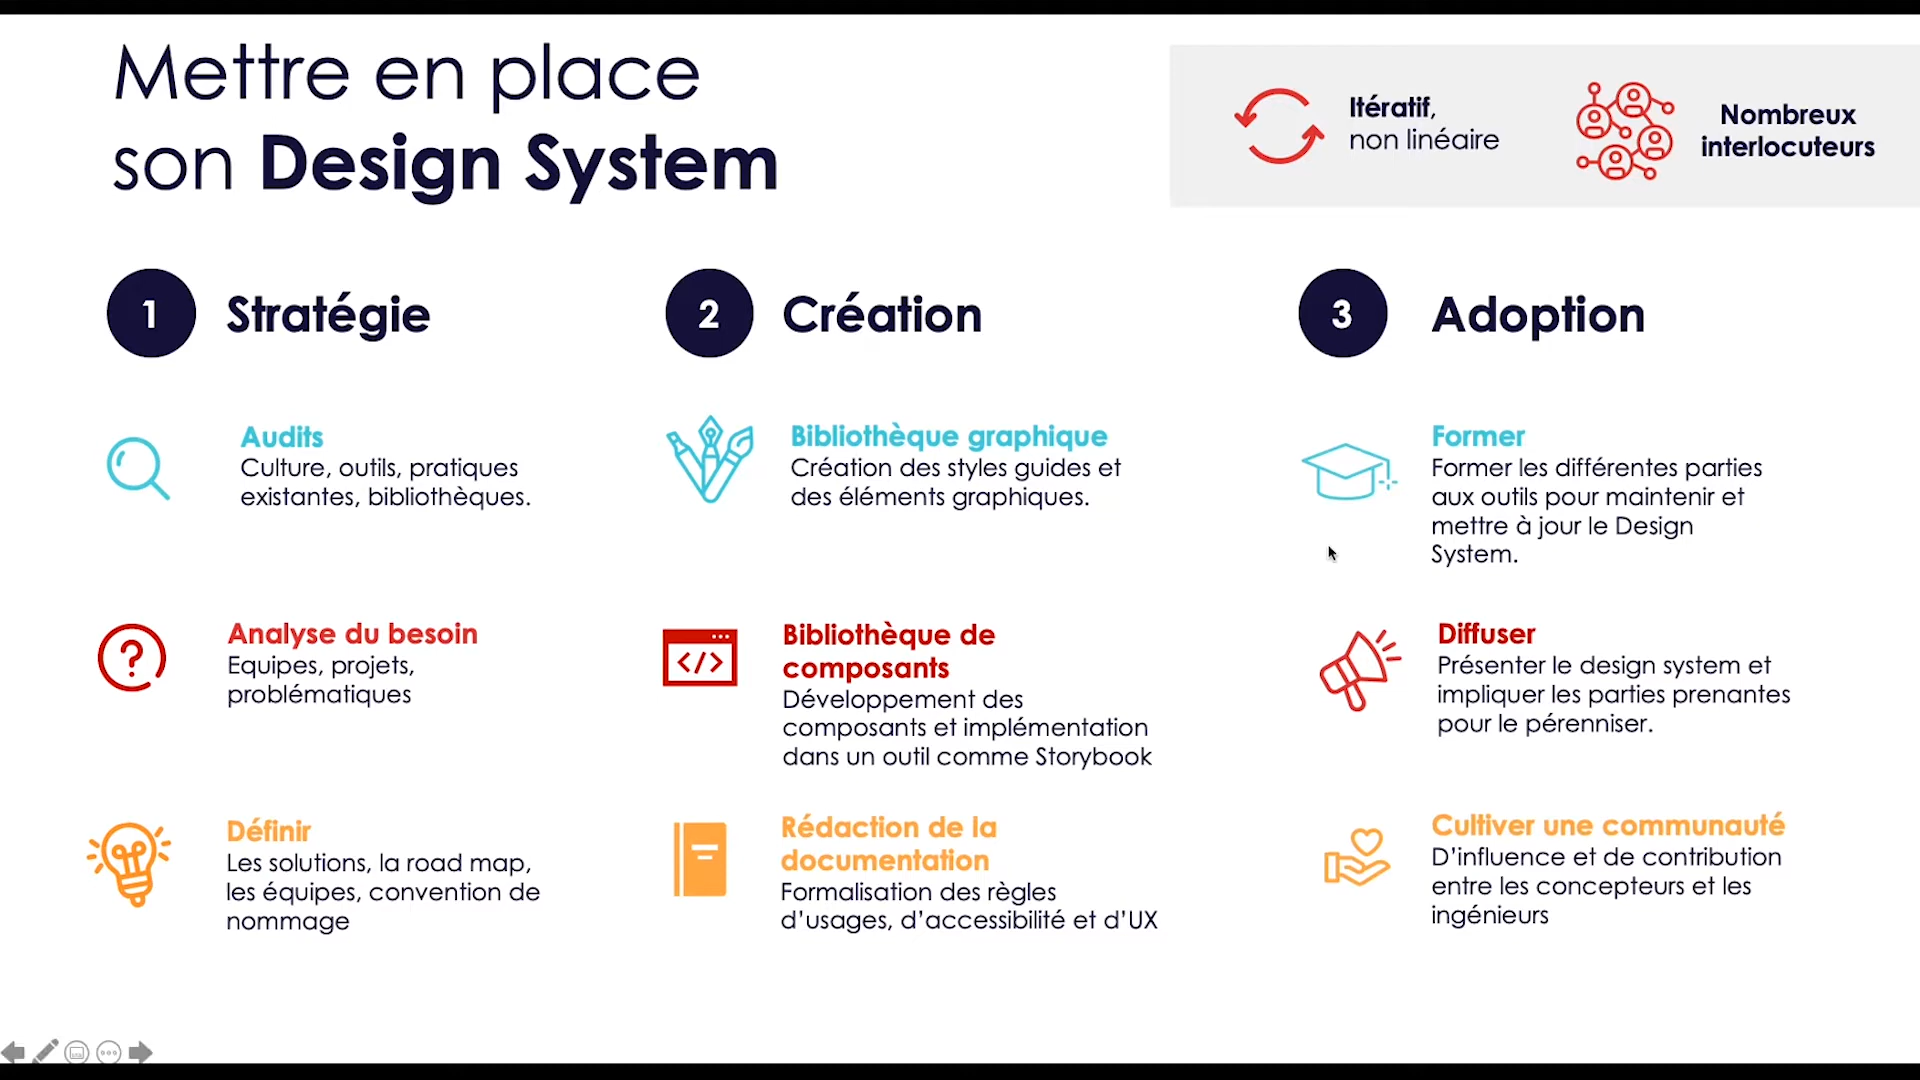 Mettre en place
son Design System
Itératif,
non linéaire
Nombreux
interlocuteurs
1
Stratégie
Audits
Culture, outils, pratiques
existantes, bibliothèques.
?
Analyse du besoin
Equipes, projets,
problématiques
Définir
Les solutions, la road map,
les équipes, convention de
nommage
2
Création
Bibliothèque graphique
Création des styles guides et
des éléments graphiques.
</>
Bibliothèque de
composants
Développement des
composants et implémentation
dans un outil comme Storybook
Rédaction de la
documentation
Formalisation des règles
d’usages, d’accessibilité et d’UX
3
Adoption
Former
Former les différentes parties
aux outils pour maintenir et
mettre à jour le Design
System.
Diffuser
Présenter le design system et
impliquer les parties prenantes
pour le pérenniser.
Cultiver une communauté
D’influence et de contribution
entre les concepteurs et les
ingénieurs